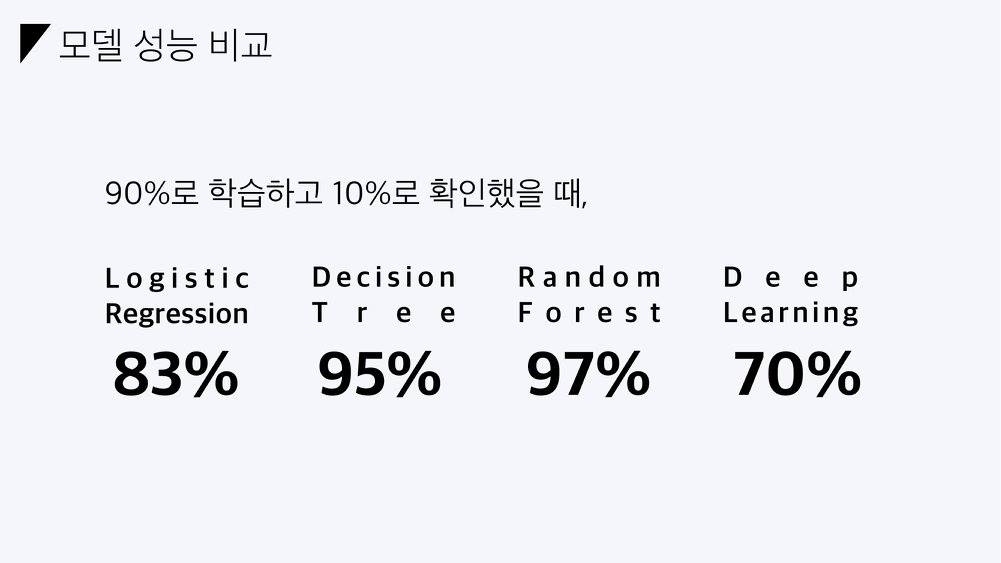 모델 성능 비교
90%로 학습하고 10%로 확인했을 때,
Logistic Regression
83%
Decision Tree
95%
Random Forest
97%
Deep Learning
70%